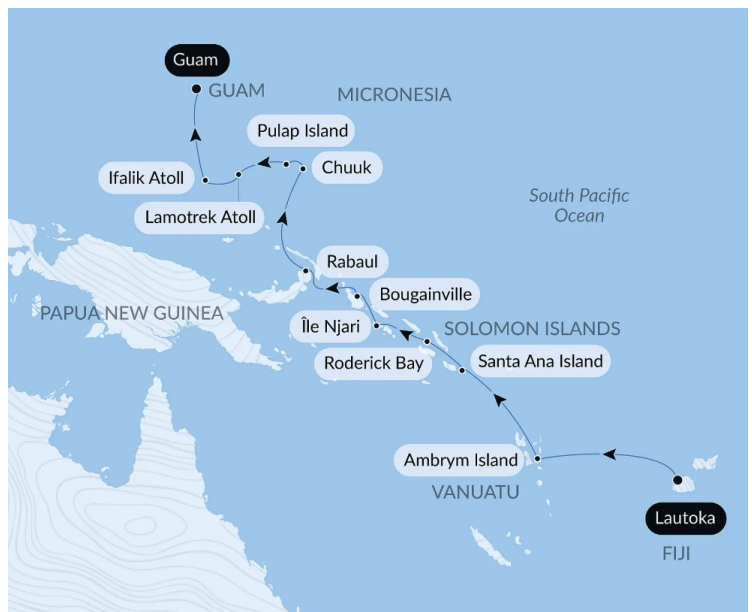 Guam
GUAM
MICRONESIA
Pulap Island
Chuuk
Ifalik Atoll
Lamotrek Atoll
South Pacific
Ocean
Rabaul
Bougainville
PAPUA NEW GUINEA
Île Njari
SOLOMON ISLANDS
Roderick Bay
Santa Ana Island
Ambrym Island
VANUATU
Lautoka
FIJI